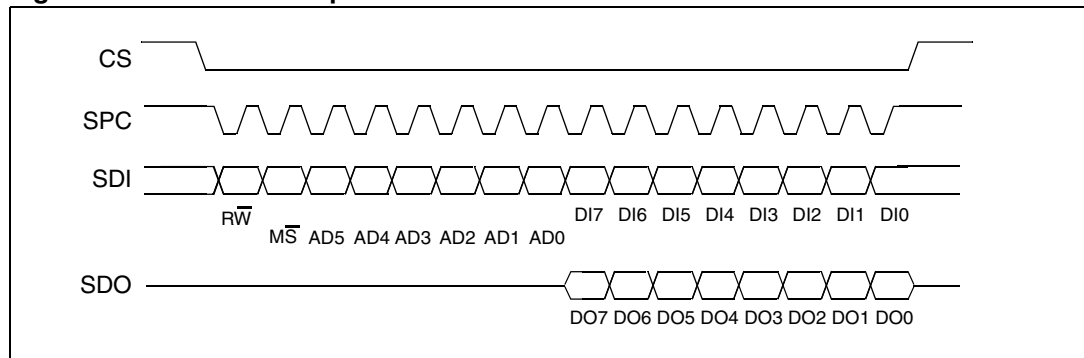 CS
SPC
SDI
RW̅
DI7 DI6 DI5 DI4 DI3 DI2 DI1 DI0
MS̅ AD5 AD4 AD3 AD2 AD1 AD0
SDO
DO7 DO6 DO5 DO4 DO3 DO2 DO1 DO0